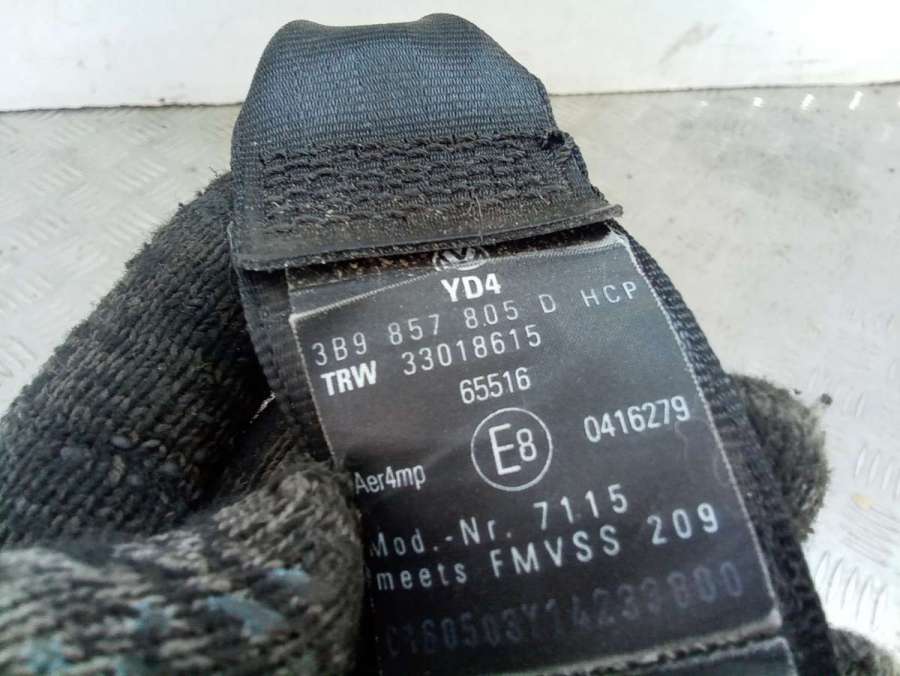 YD4
3B9 857 805 D HCP
TRW 33018615
65516
E8 0416279
Aer4mp
Mod.-Nr. 7115
meets FMVSS 209